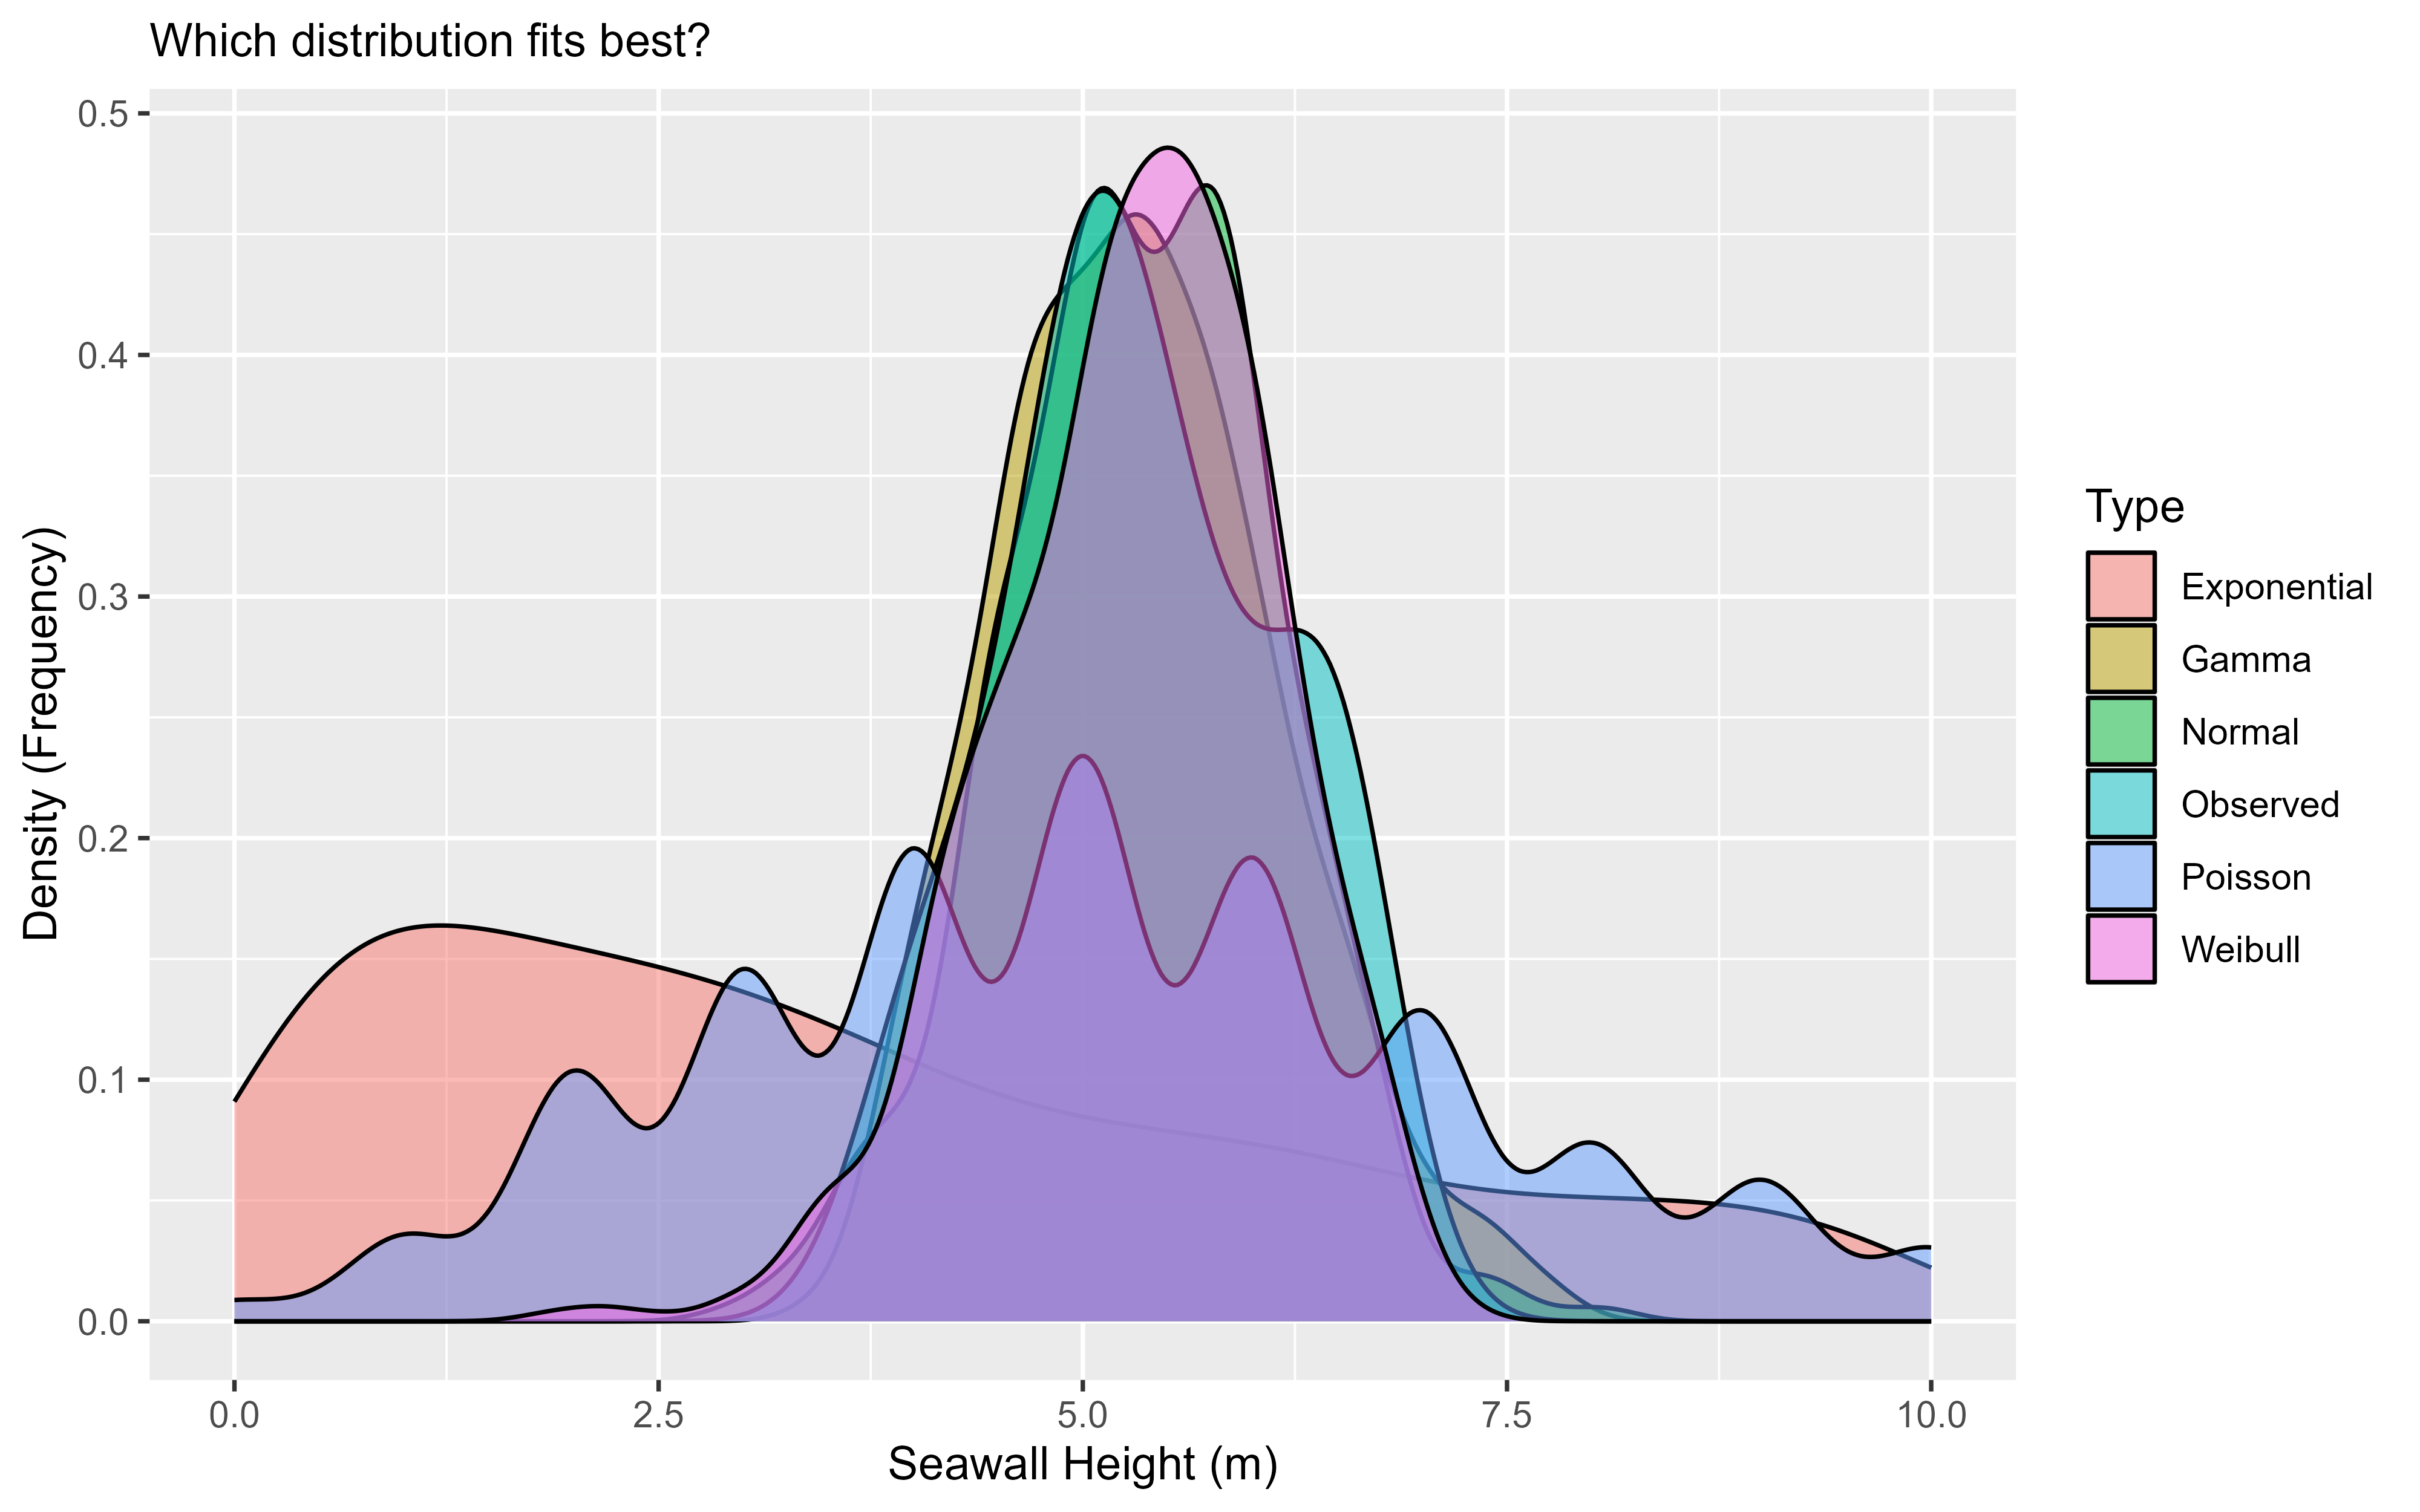 Which distribution fits best?
0.5
0.4
0.3
0.2
0.1
0.0
Density (Frequency)
0.0 2.5 5.0 7.5 10.0
Seawall Height (m)
Type
Exponential
Gamma
Normal
Observed
Poisson
Weibull